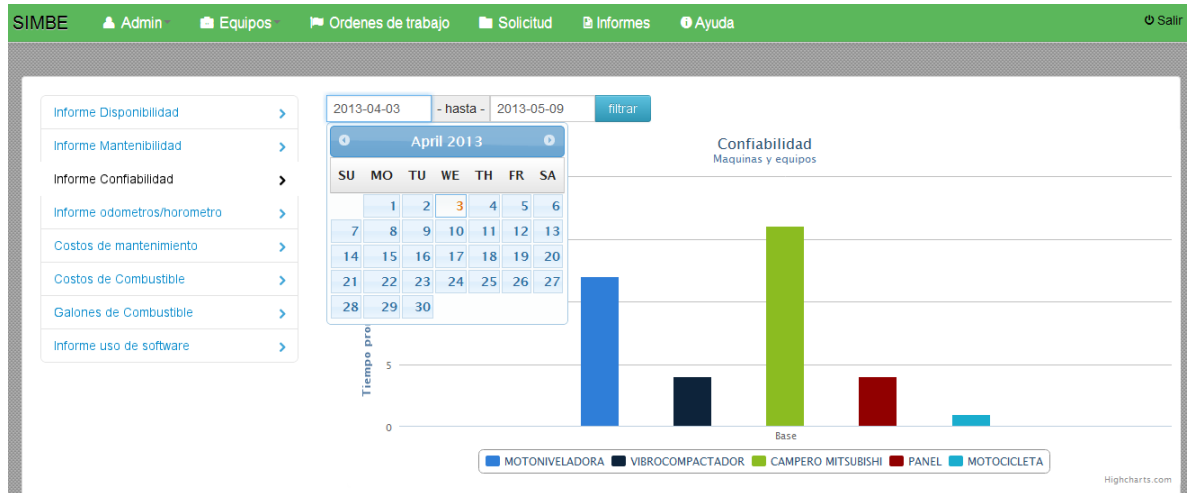 SIMBE Admin Equipos Ordenes de trabajo Solicitud Informes Ayuda Salir
Informe Disponibilidad
Informe Mantenibilidad
Informe Confiabilidad
Informe odometros/horometro
Costos de mantenimiento
Costos de Combustible
Galones de Combustible
Informe uso de software
2013-04-03 - hasta - 2013-05-09 filtrar
April 2013
SU MO TU WE TH FR SA
1 2 3 4 5 6
7 8 9 10 11 12 13
14 15 16 17 18 19 20
21 22 23 24 25 26 27
28 29 30
Confiabilidad
Maquinas y equipos
Tiempo
5
0
Base
MOTONIVELADORA VIBROCOMPACTADOR CAMPERO MITSUBISHI PANEL MOTOCICLETA
Highcharts.com